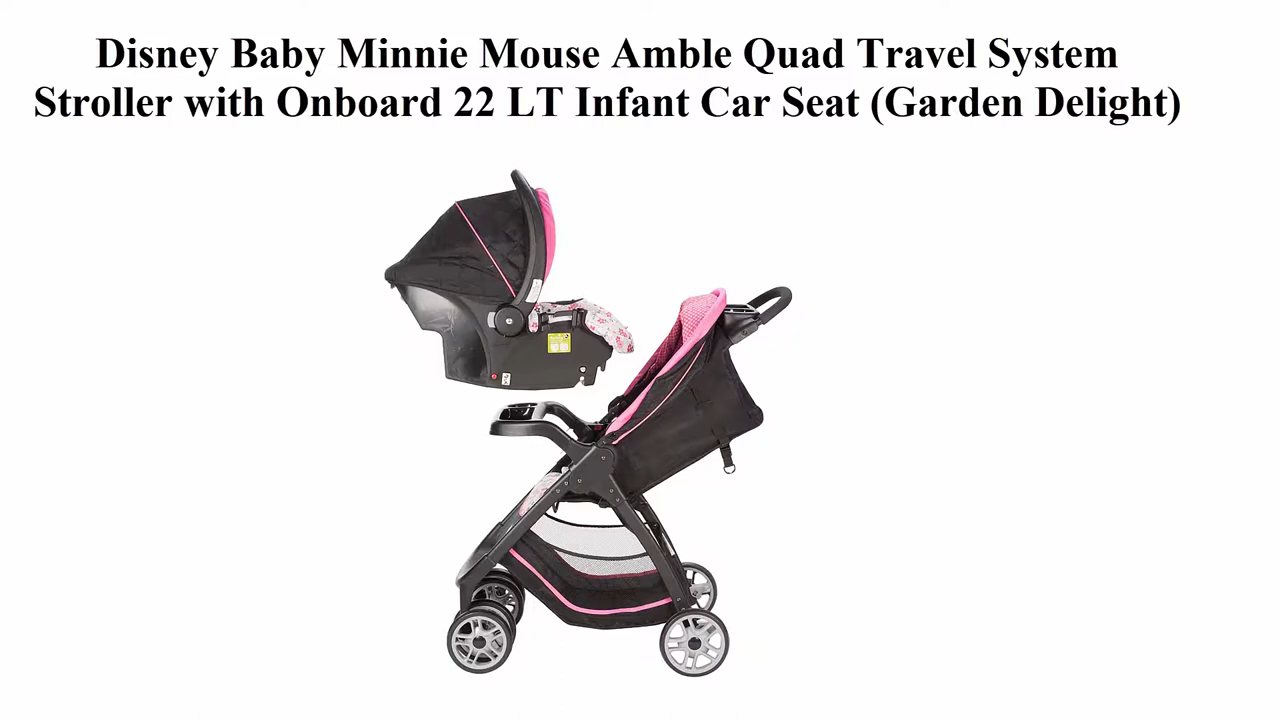 Disney Baby Minnie Mouse Amble Quad Travel System
Stroller with Onboard 22 LT Infant Car Seat (Garden Delight)